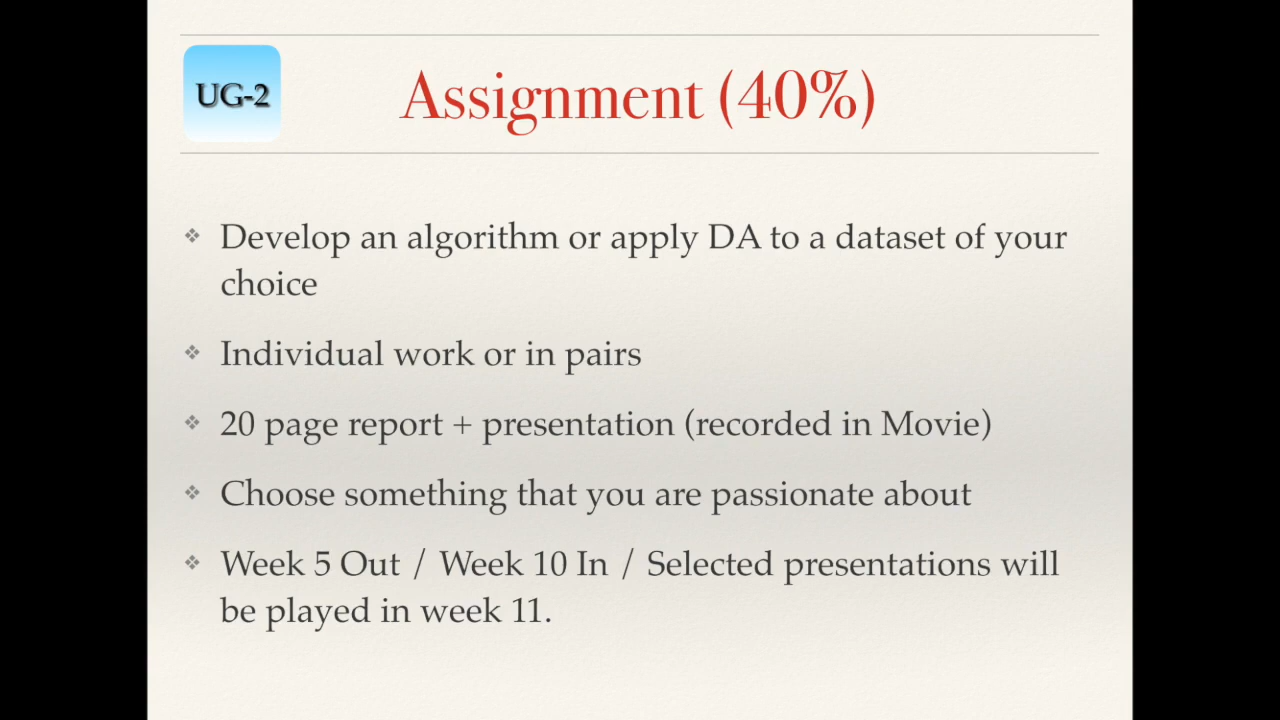 UG-2
Assignment (40%)
❖ Develop an algorithm or apply DA to a dataset of your
choice
❖ Individual work or in pairs
❖ 20 page report + presentation (recorded in Movie)
❖ Choose something that you are passionate about
❖ Week 5 Out / Week 10 In / Selected presentations will
be played in week 11.